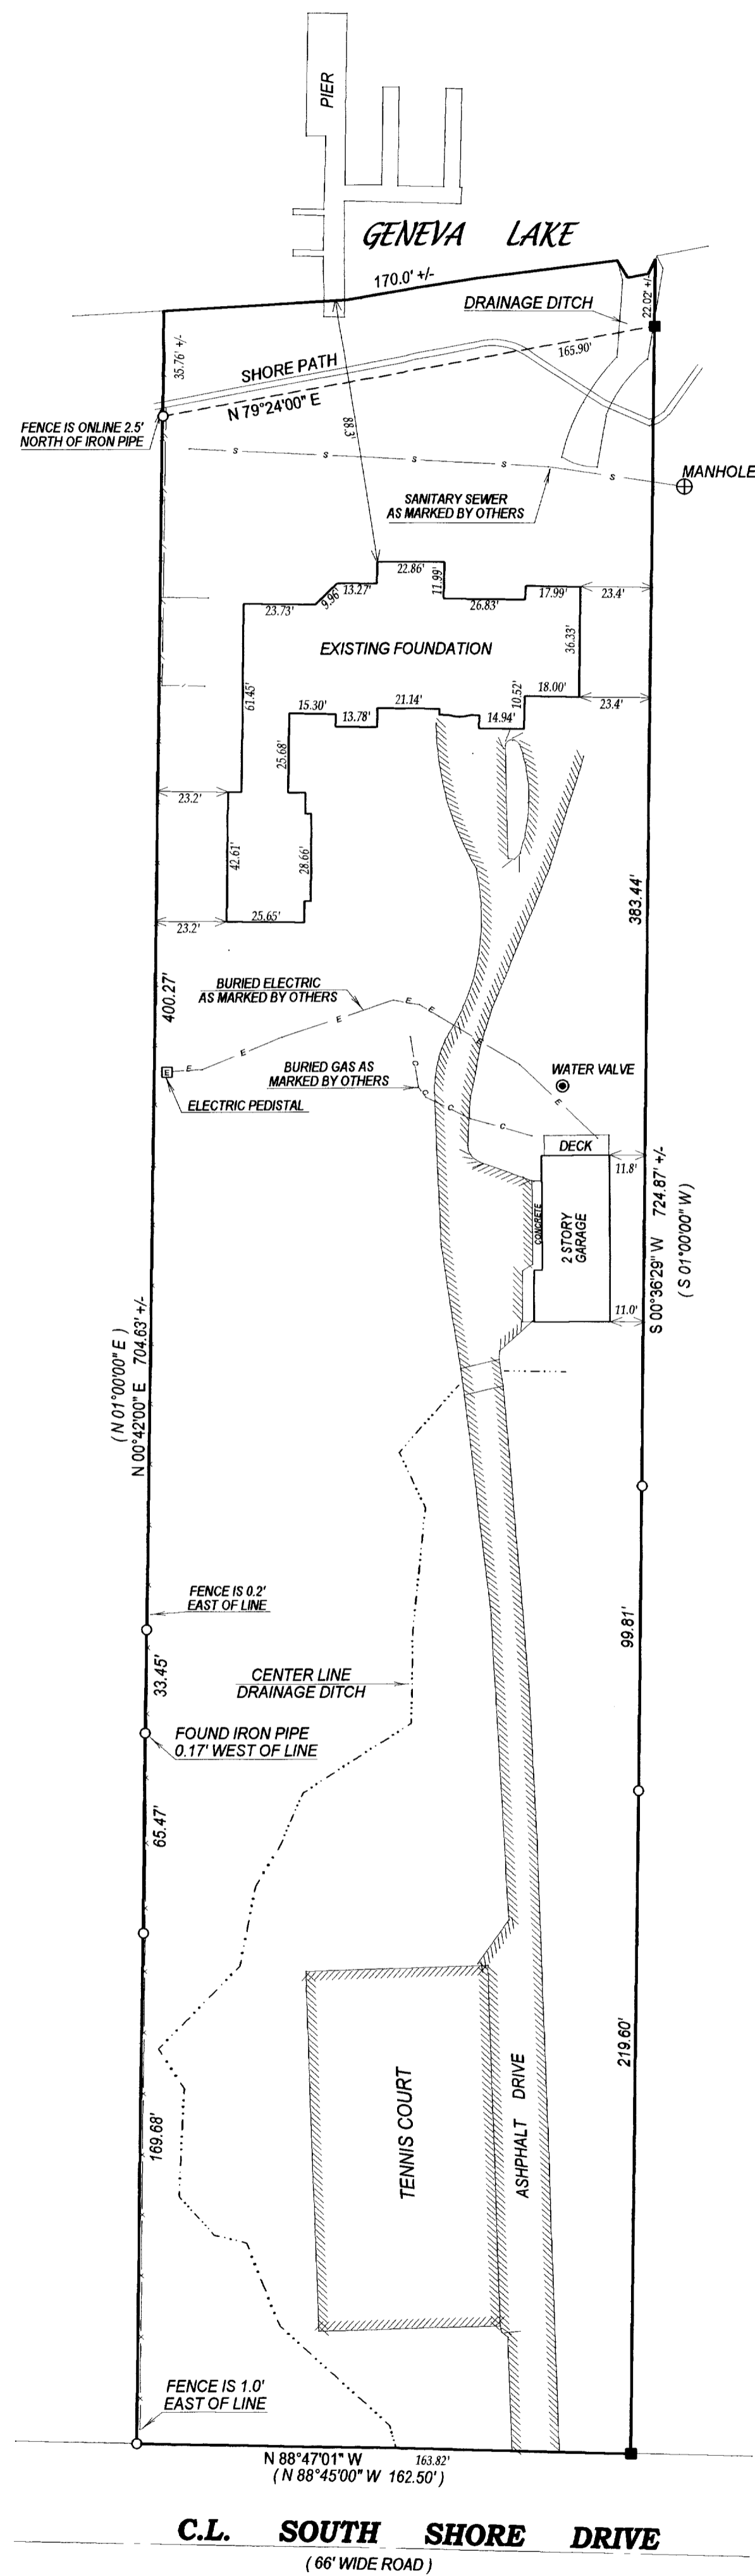 PIER
GENEVA LAKE
170.0' +/-
DRAINAGE DITCH
22.02' +/-
35.76' +/-
SHORE PATH
165.90'
N 79°24'00" E
FENCE IS ONLINE 2.5'
NORTH OF IRON PIPE
88.3'
S S S S S
MANHOLE
SANITARY SEWER
AS MARKED BY OTHERS
22.86'
11.99'
13.27'
9.96'
23.73'
26.83'
17.99'
23.4'
EXISTING FOUNDATION
36.33'
61.45'
15.30'
13.78'
21.14'
14.94'
10.52'
18.00'
23.4'
25.68'
23.2'
42.61'
28.66'
25.65'
23.2'
383.44'
400.27'
BURIED ELECTRIC
AS MARKED BY OTHERS
E E E E E E E
E
BURIED GAS AS
MARKED BY OTHERS
G G G G
WATER VALVE
ELECTRIC PEDISTAL
DECK
11.8'
CONCRETE
2 STORY
GARAGE
11.0'
S 00°36'29" W 724.87' +/-
( S 01°00'00" W )
( N 01°00'00" E )
N 00°42'00" E 704.63' +/-
FENCE IS 0.2'
EAST OF LINE
33.45'
99.81'
CENTER LINE
DRAINAGE DITCH
FOUND IRON PIPE
0.17' WEST OF LINE
65.47'
219.60'
169.68'
TENNIS COURT
ASHPHALT DRIVE
FENCE IS 1.0'
EAST OF LINE
N 88°47'01" W 163.82'
( N 88°45'00" W 162.50' )
C.L. SOUTH SHORE DRIVE
( 66' WIDE ROAD )